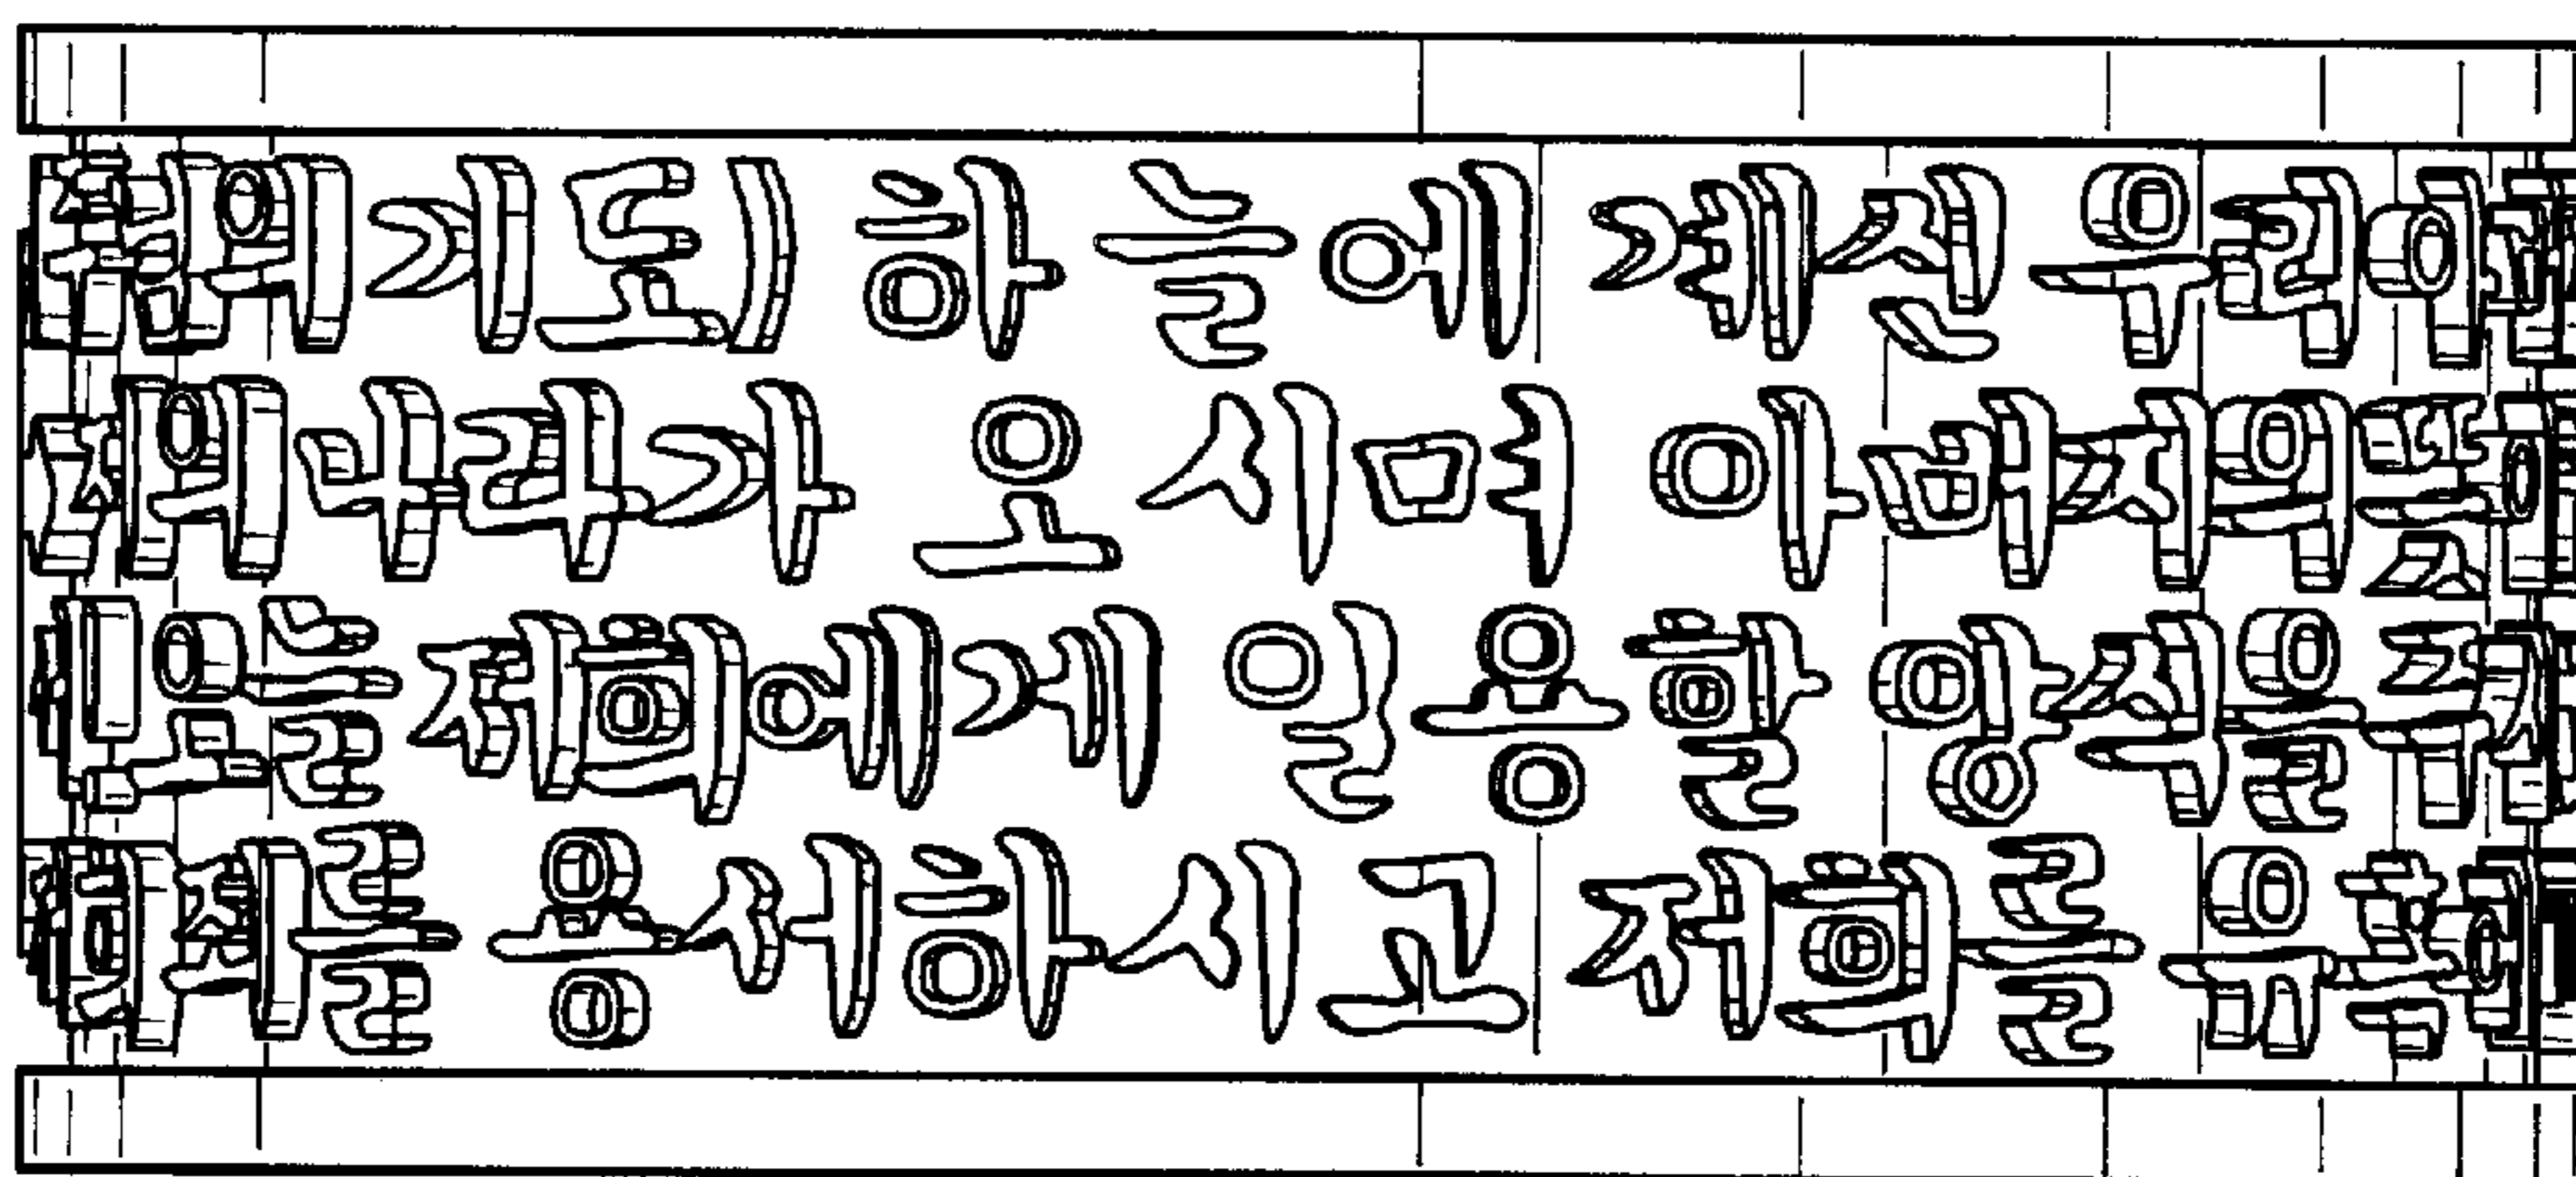 의 기도) 하늘에 계신 우리
의 나라가 오시며 아버지의 뜻
오늘 저희에게 일용할 양식을 주
죄를 용서하시고 저희를 유혹